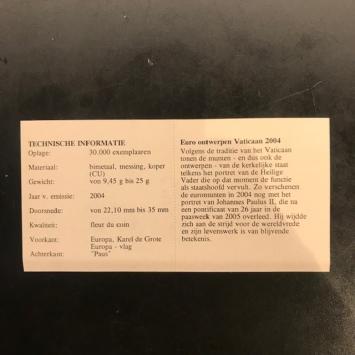 TECHNISCHE INFORMATIE
Oplage: 30.000 exemplaaren
Materiaal: bimetaal, messing, koper (CU)
Gewicht: von 9,45 g bis 25 g
Jaar v. emissie: 2004
Doorsnede: von 22,10 mm bis 35 mm
Kwaliteit: fleur du coin
Voorkant: Europa, Karel de Grote
Europa - vlag
Achterkant: "Paus"
Euro ontwerpen Vaticaan 2004
Volgens de traditie van het Vaticaan
tonen de munten - en dus ook de
ontwerpen - van de kerkelijke staat
telkens het portret van de Heilige
Vader die op dat moment de functie
als staatshoofd vervult. Zo verschenen
de euromunten in 2004 nog met het
portret van Johannes Paulus II, die na
een pontificaat van 26 jaar in de
paasweek van 2005 overleed. Hij wijdde
zich aan de strijd voor de wereldvrede
en zijn levenswerk is van blijvende
betekenis.